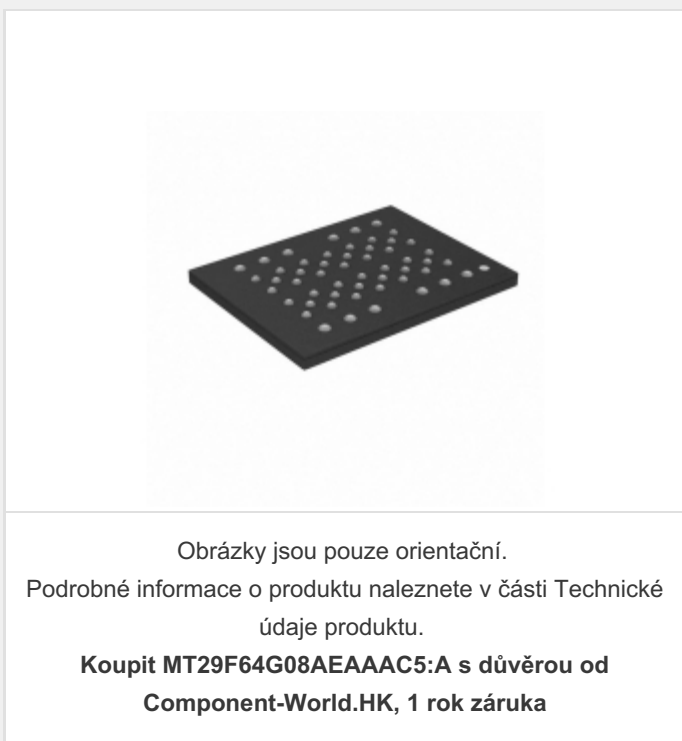 Obrázky jsou pouze orientační.
Podrobné informace o produktu naleznete v části Technické
údaje produktu.
Koupit MT29F64G08AEAAAC5:A s důvěrou od
Component-World.HK, 1 rok záruka